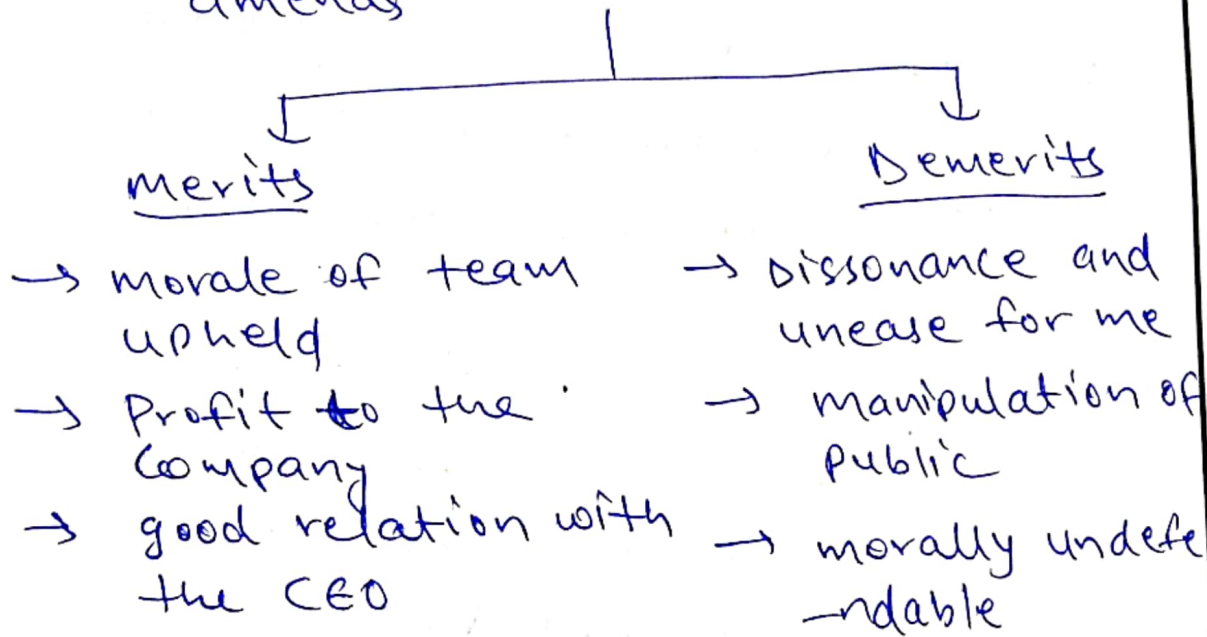 merits
→ morale of team
upheld
→ Profit to the
Company
→ good relation with
the CEO
Demerits
→ Dissonance and
unease for me
→ manipulation of
public
→ morally undefe
-ndable